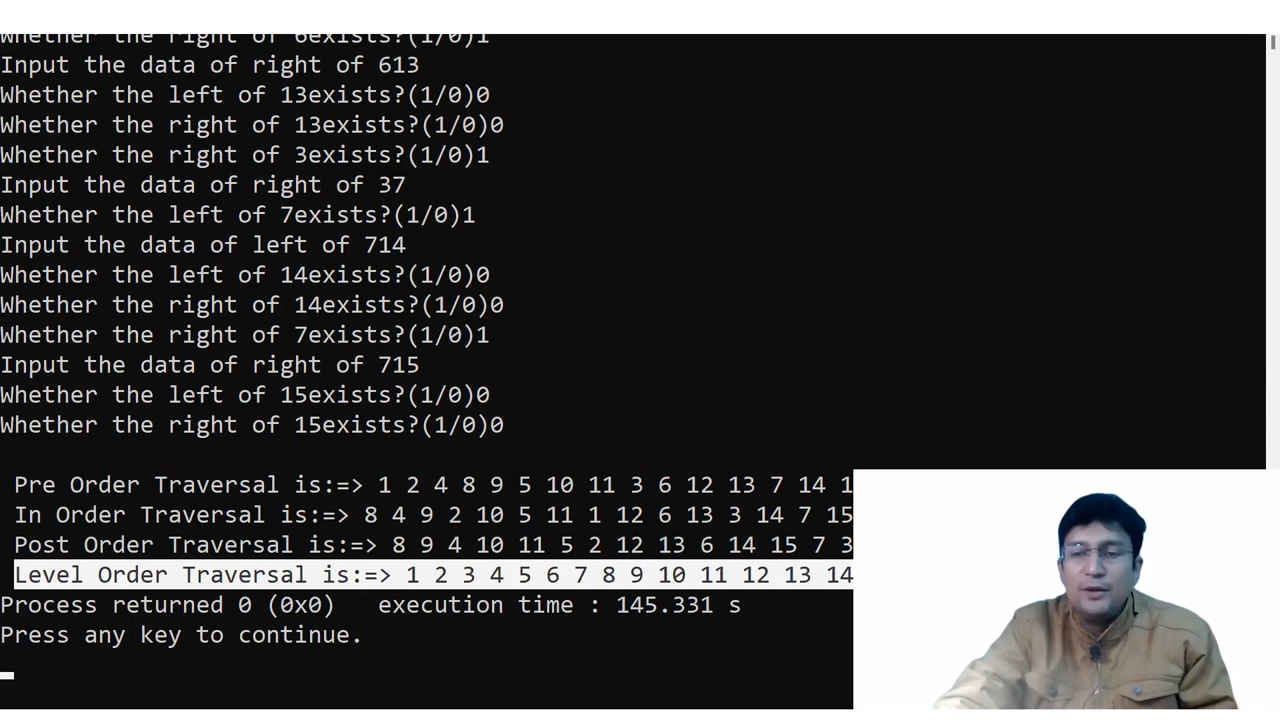 Whether the right of 6exists?(1/0)1
Input the data of right of 613
Whether the left of 13exists?(1/0)0
Whether the right of 13exists?(1/0)0
Whether the right of 3exists?(1/0)1
Input the data of right of 37
Whether the left of 7exists?(1/0)1
Input the data of left of 714
Whether the left of 14exists?(1/0)0
Whether the right of 14exists?(1/0)0
Whether the right of 7exists?(1/0)1
Input the data of right of 715
Whether the left of 15exists?(1/0)0
Whether the right of 15exists?(1/0)0
Pre Order Traversal is:=> 1 2 4 8 9 5 10 11 3 6 12 13 7 14 1
In Order Traversal is:=> 8 4 9 2 10 5 11 1 12 6 13 3 14 7 15
Post Order Traversal is:=> 8 9 4 10 11 5 2 12 13 6 14 15 7 3
Level Order Traversal is:=> 1 2 3 4 5 6 7 8 9 10 11 12 13 14
Process returned 0 (0x0) execution time : 145.331 s
Press any key to continue.